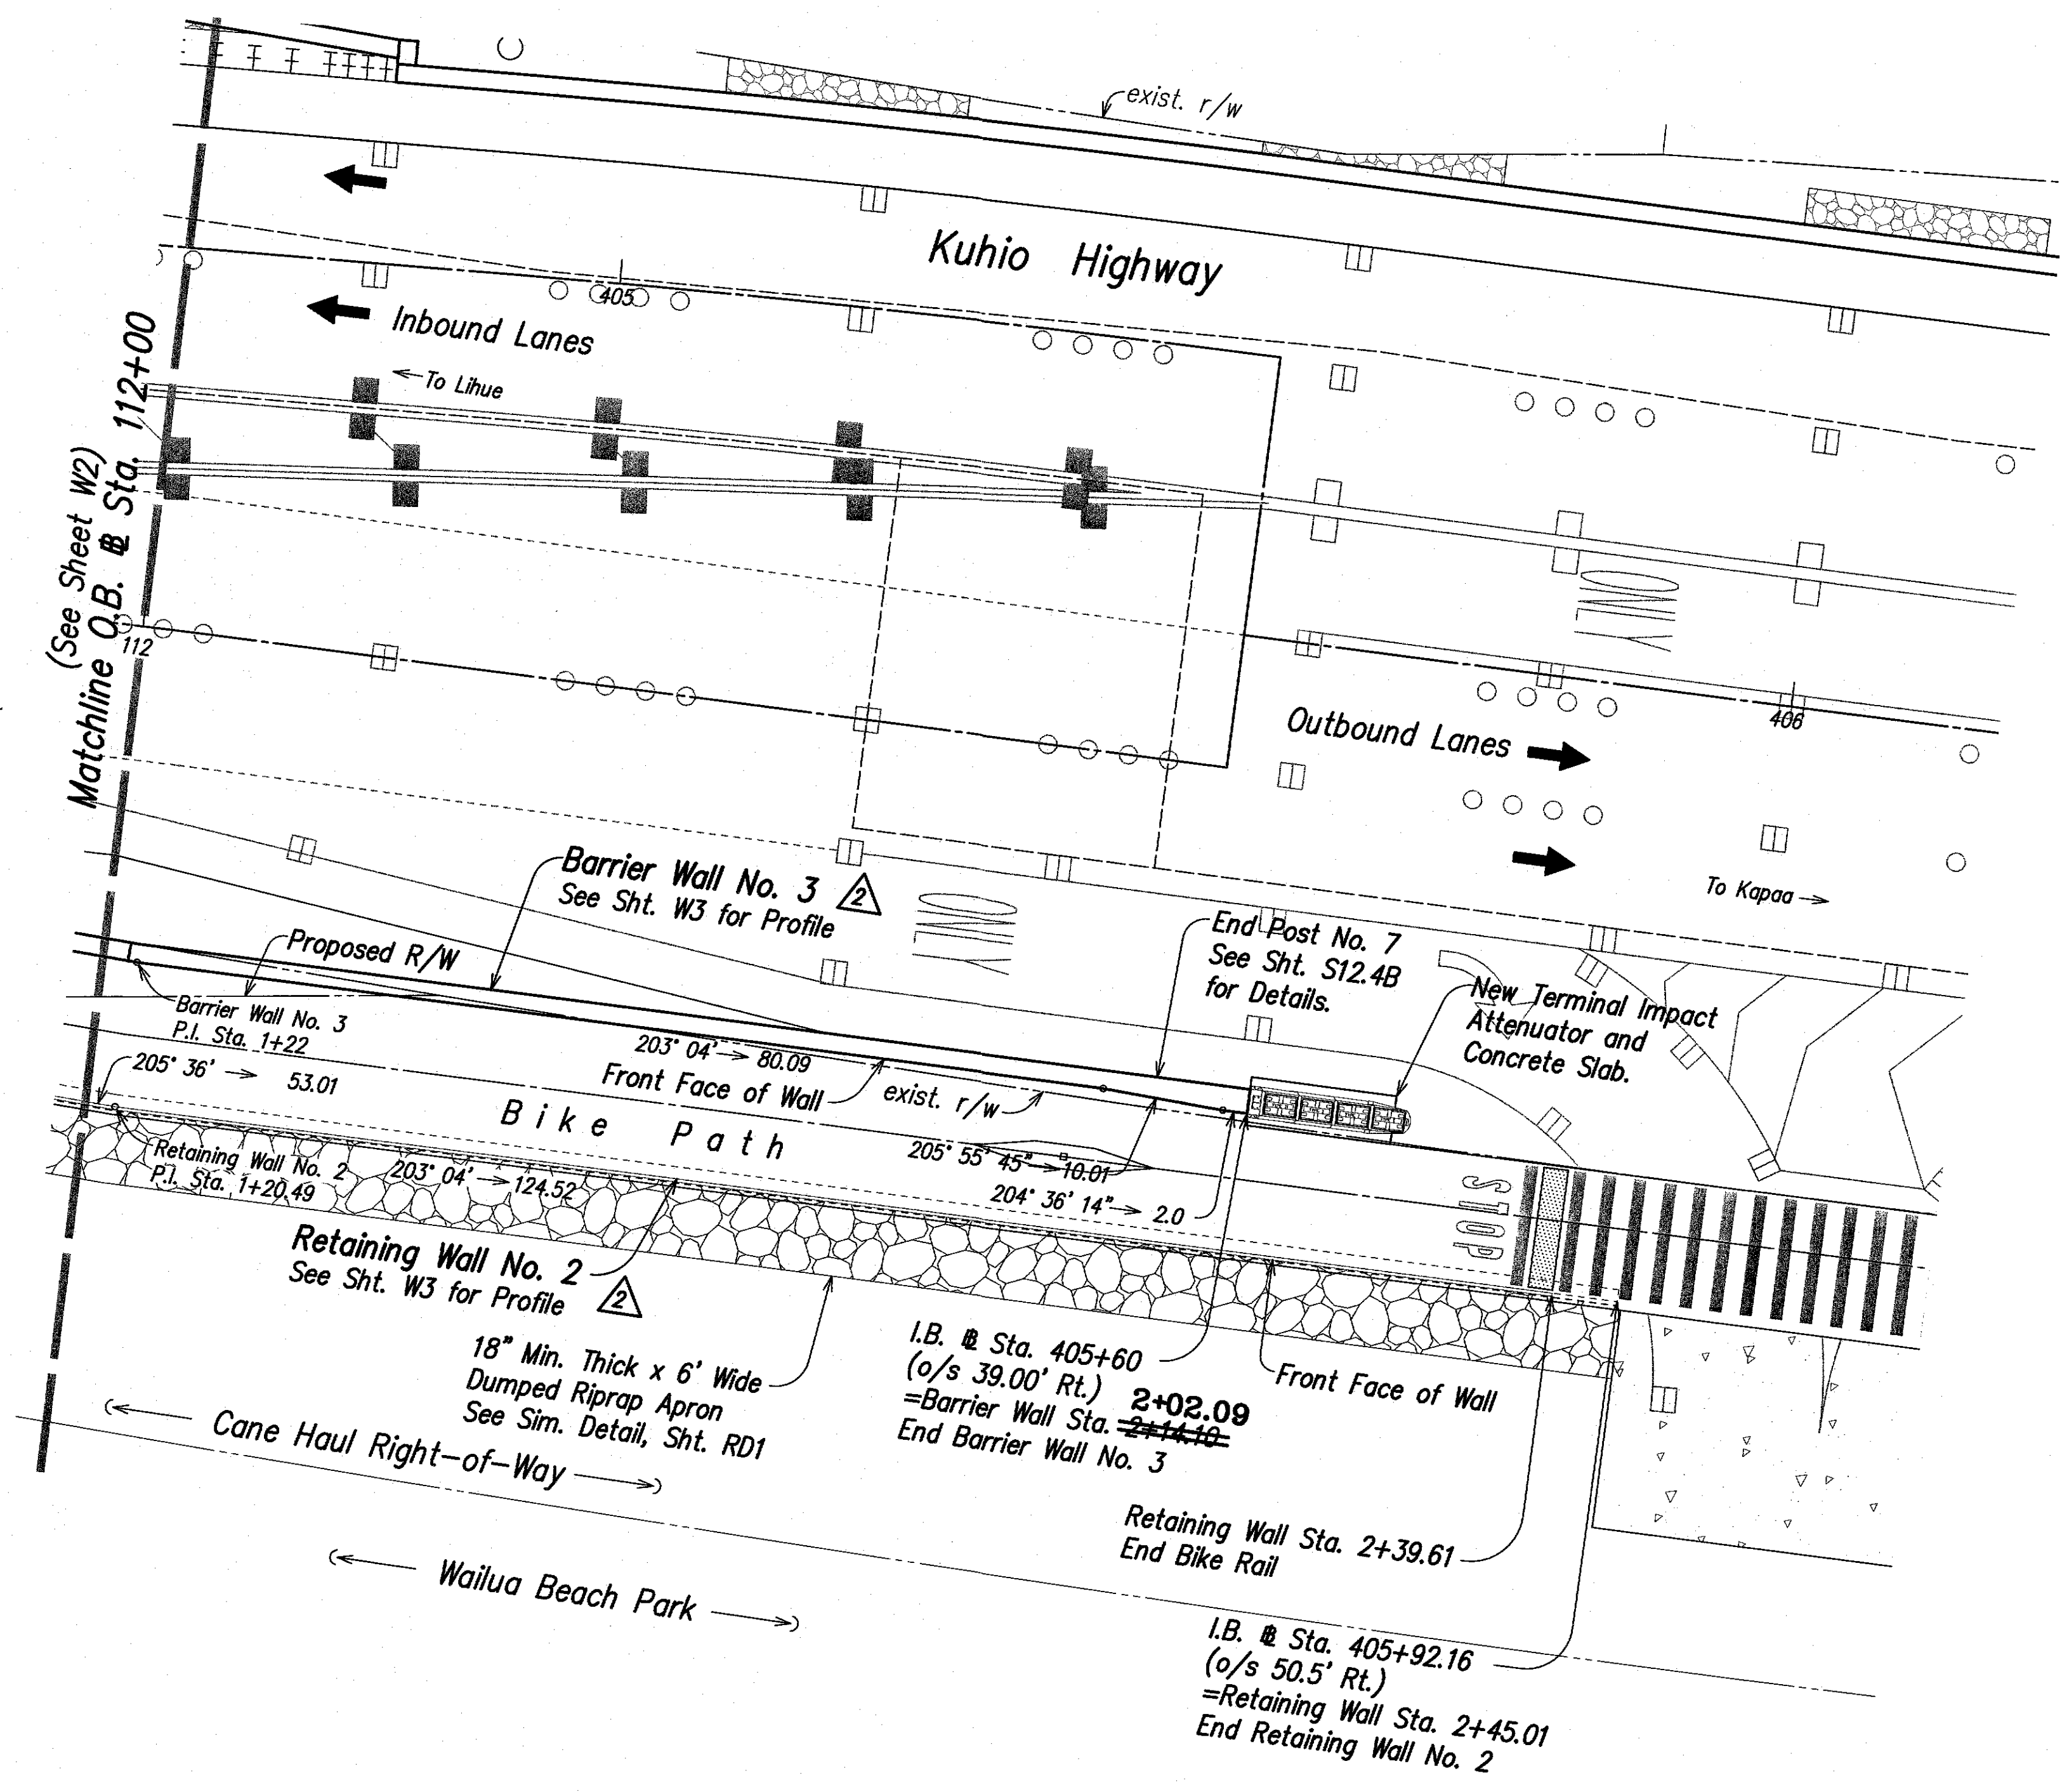 exist. r/w
Kuhio Highway
405
Inbound Lanes
To Lihue
(See Sheet W2)
Matchline O.B. BL Sta. 112+00
112
ONLY
406
Outbound Lanes
To Kapaa
Barrier Wall No. 3 2
See Sht. W3 for Profile
ONLY
End Post No. 7
See Sht. S12.4B
for Details.
New Terminal Impact
Attenuator and
Concrete Slab.
Proposed R/W
Barrier Wall No. 3
P.I. Sta. 1+22
203° 04' 80.09
Front Face of Wall
exist. r/w
205° 36' 53.01
Bike Path
205° 55' 45" 10.01
204° 36' 14" 2.0
Retaining Wall No. 2
P.I. Sta. 1+20.49
203° 04' 124.52
STOP
Retaining Wall No. 2
See Sht. W3 for Profile 2
18" Min. Thick x 6' Wide
Dumped Riprap Apron
See Sim. Detail, Sht. RD1
I.B. BL Sta. 405+60
(o/s 39.00' Rt.)
2+02.09
=Barrier Wall Sta. 2+14.10
End Barrier Wall No. 3
Front Face of Wall
Cane Haul Right-of-Way
Retaining Wall Sta. 2+39.61
End Bike Rail
Wailua Beach Park
I.B. BL Sta. 405+92.16
(o/s 50.5' Rt.)
=Retaining Wall Sta. 2+45.01
End Retaining Wall No. 2